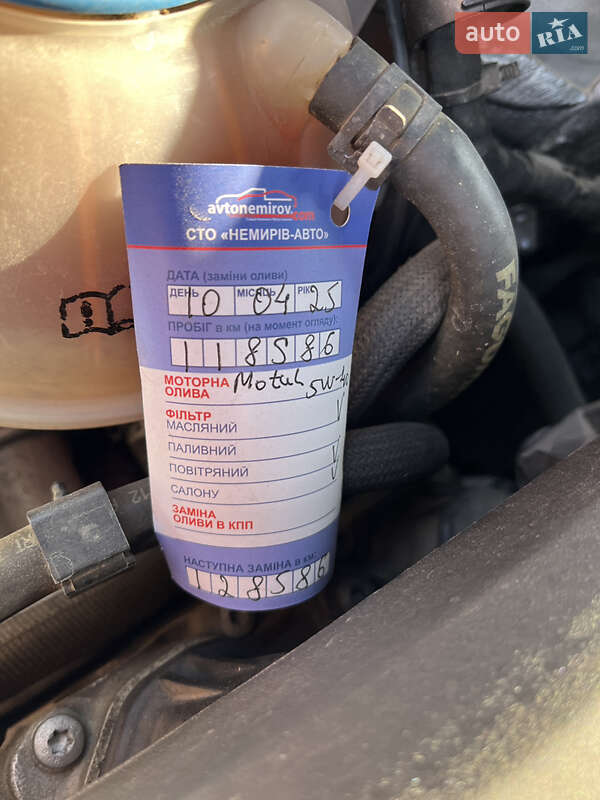 auto RIA.com
avtonemirov.com
СТО «НЕМИРІВ-АВТО»
ДАТА (заміни оливи)
ДЕНЬ 10 МІСЯЦЬ 04 РІК 25
ПРОБІГ в км (на момент огляду):
118586
МОТОРНА ОЛИВА Motul 5W-40
ФІЛЬТР
МАСЛЯНИЙ V
ПАЛИВНИЙ
ПОВІТРЯНИЙ V
САЛОНУ V
ЗАМІНА
ОЛИВИ В КПП
НАСТУПНА ЗАМІНА в км:
128586
12